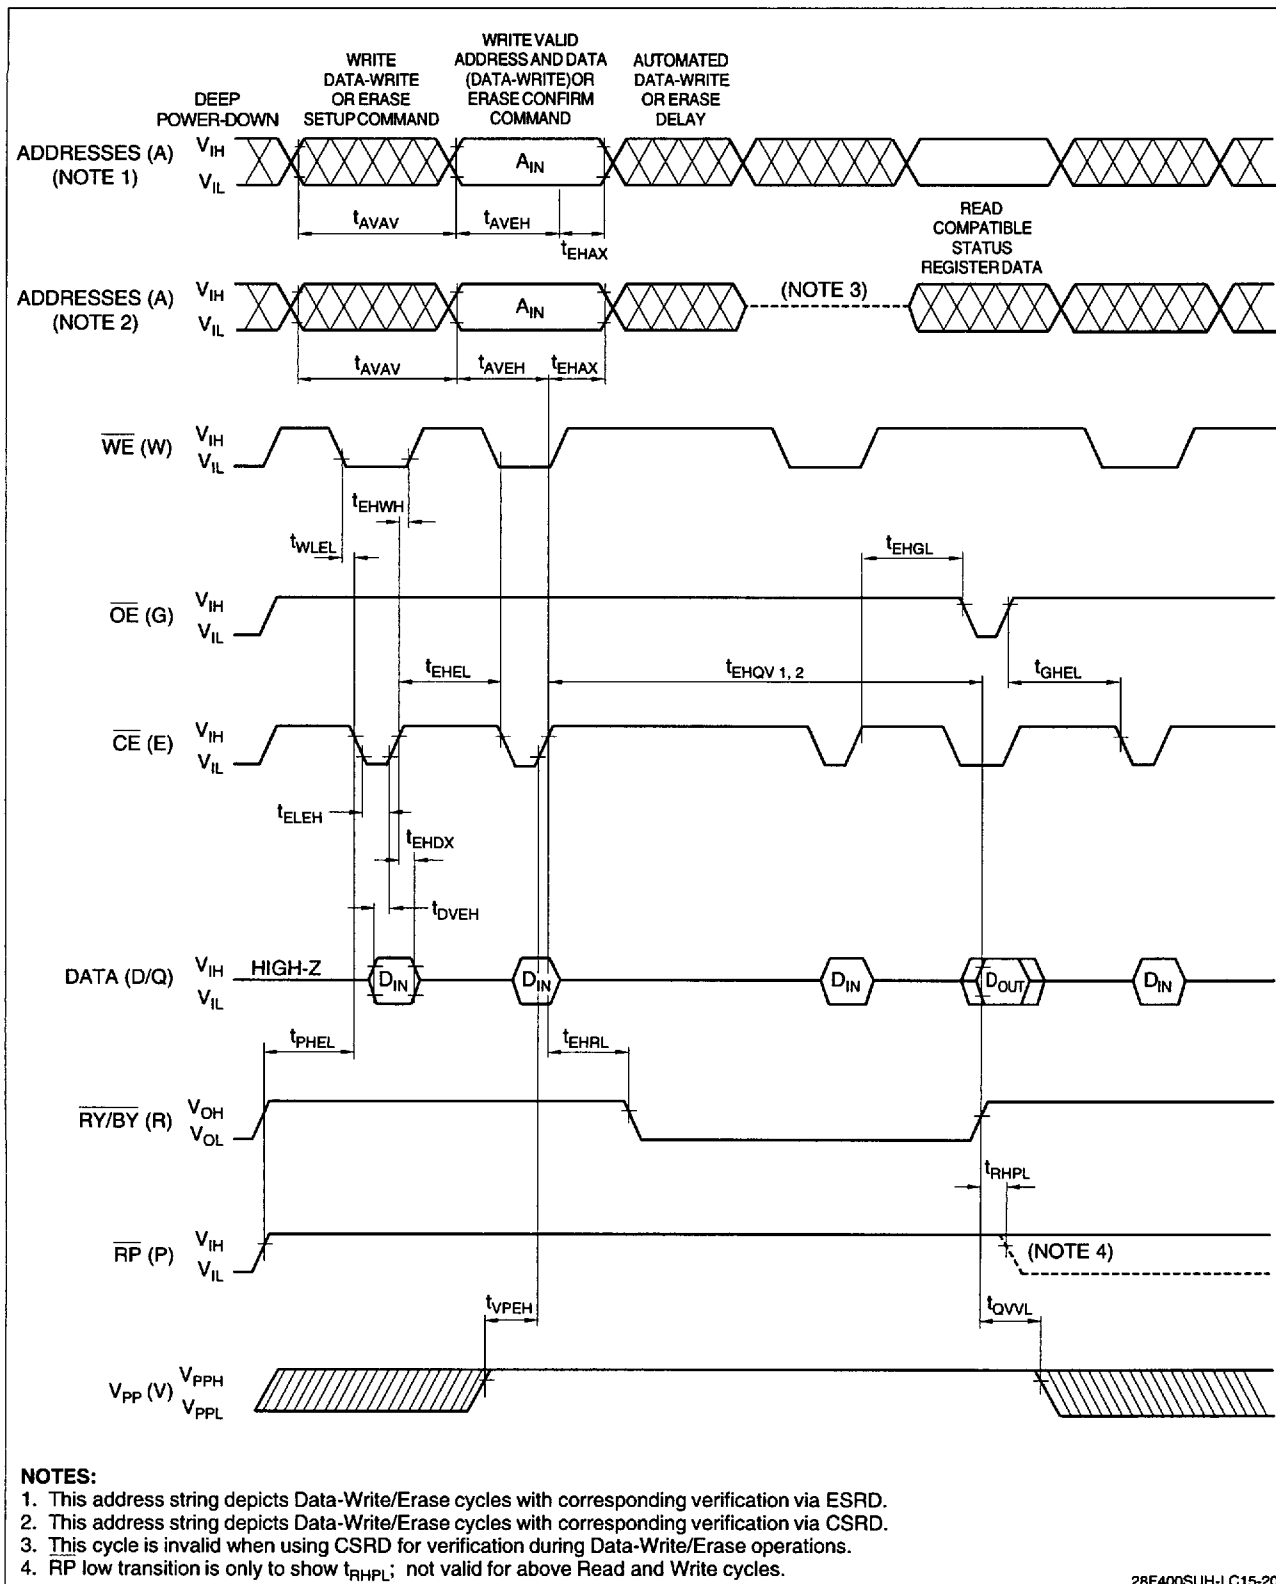 WRITE
DATA-WRITE
OR ERASE
SETUP COMMAND
WRITE VALID
ADDRESS AND DATA
(DATA-WRITE) OR
ERASE CONFIRM
COMMAND
AUTOMATED
DATA-WRITE
OR ERASE
DELAY
DEEP
POWER-DOWN
ADDRESSES (A)
(NOTE 1)
VIH
VIL
AIN
tAVAV
tAVEH
tEHAX
READ
COMPATIBLE
STATUS
REGISTER DATA
ADDRESSES (A)
(NOTE 2)
VIH
VIL
AIN
(NOTE 3)
tAVAV
tAVEH
tEHAX
WE (W)
VIH
VIL
tEHWH
tWLEL
tEHGL
OE (G)
VIH
VIL
tEHEL
tEHQV 1, 2
tGHEL
CE (E)
VIH
VIL
tELEH
tEHDX
tDVEH
DATA (D/Q)
VIH
VIL
HIGH-Z
DIN
DIN
DIN
DOUT
DIN
tPHEL
tEHRL
RY/BY (R)
VOH
VOL
tRHPL
RP (P)
VIH
VIL
(NOTE 4)
tVPEH
tQVVL
VPP (V)
VPPH
VPPL
NOTES:
1. This address string depicts Data-Write/Erase cycles with corresponding verification via ESRD.
2. This address string depicts Data-Write/Erase cycles with corresponding verification via CSRD.
3. This cycle is invalid when using CSRD for verification during Data-Write/Erase operations.
4. RP low transition is only to show tRHPL; not valid for above Read and Write cycles.
28F400SUH-LC15-20